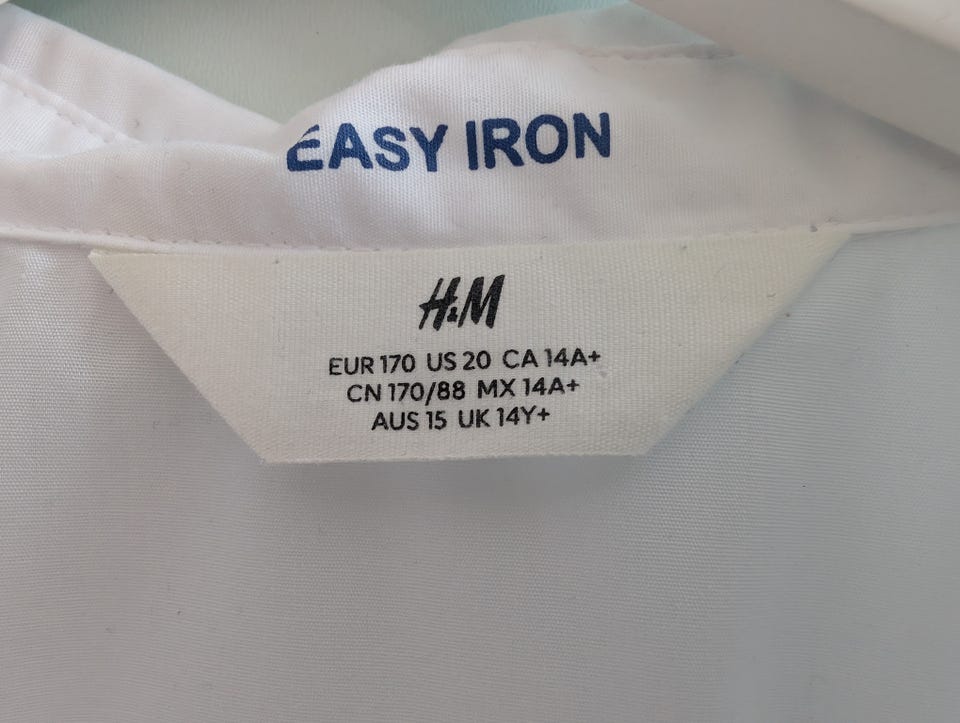 EASY IRON
H&M
EUR 170 US 20 CA 14A+
CN 170/88 MX 14A+
AUS 15 UK 14Y+